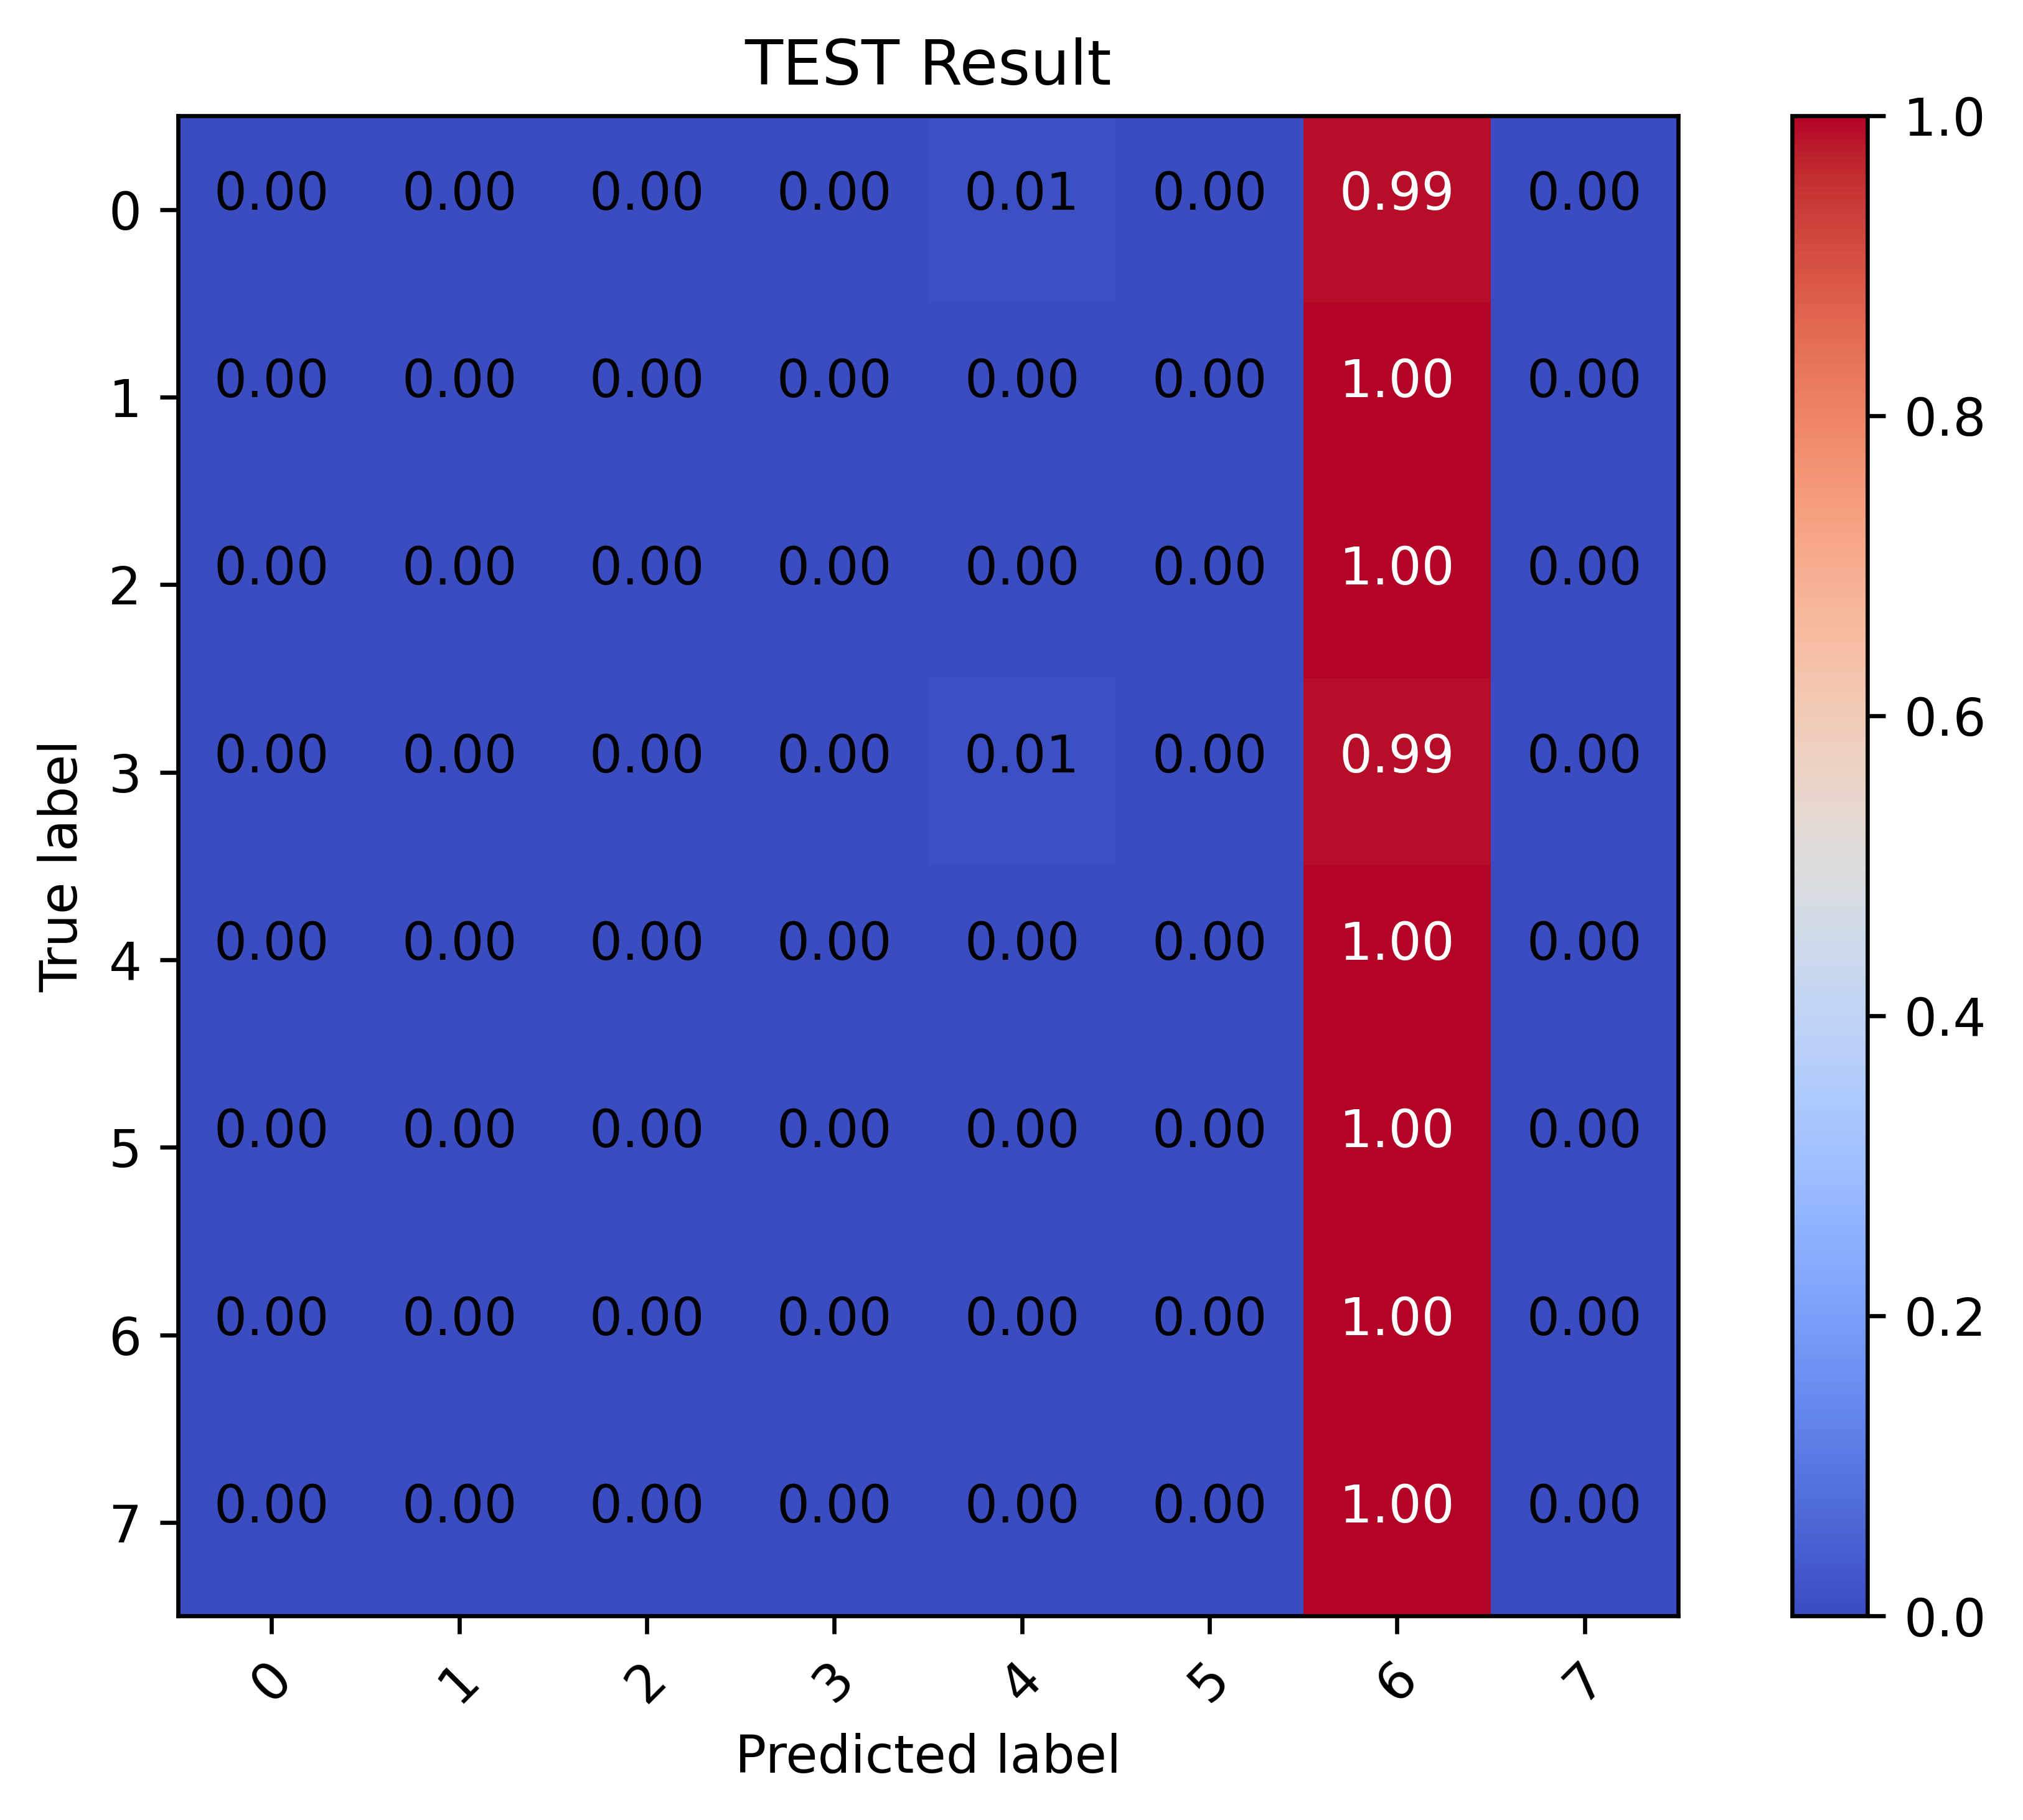 TEST Result
0 0.00 0.00 0.00 0.00 0.01 0.00 0.99 0.00
1 0.00 0.00 0.00 0.00 0.00 0.00 1.00 0.00
2 0.00 0.00 0.00 0.00 0.00 0.00 1.00 0.00
3 0.00 0.00 0.00 0.00 0.01 0.00 0.99 0.00
4 0.00 0.00 0.00 0.00 0.00 0.00 1.00 0.00
5 0.00 0.00 0.00 0.00 0.00 0.00 1.00 0.00
6 0.00 0.00 0.00 0.00 0.00 0.00 1.00 0.00
7 0.00 0.00 0.00 0.00 0.00 0.00 1.00 0.00
0 1 2 3 4 5 6 7
True label
Predicted label
1.0
0.8
0.6
0.4
0.2
0.0